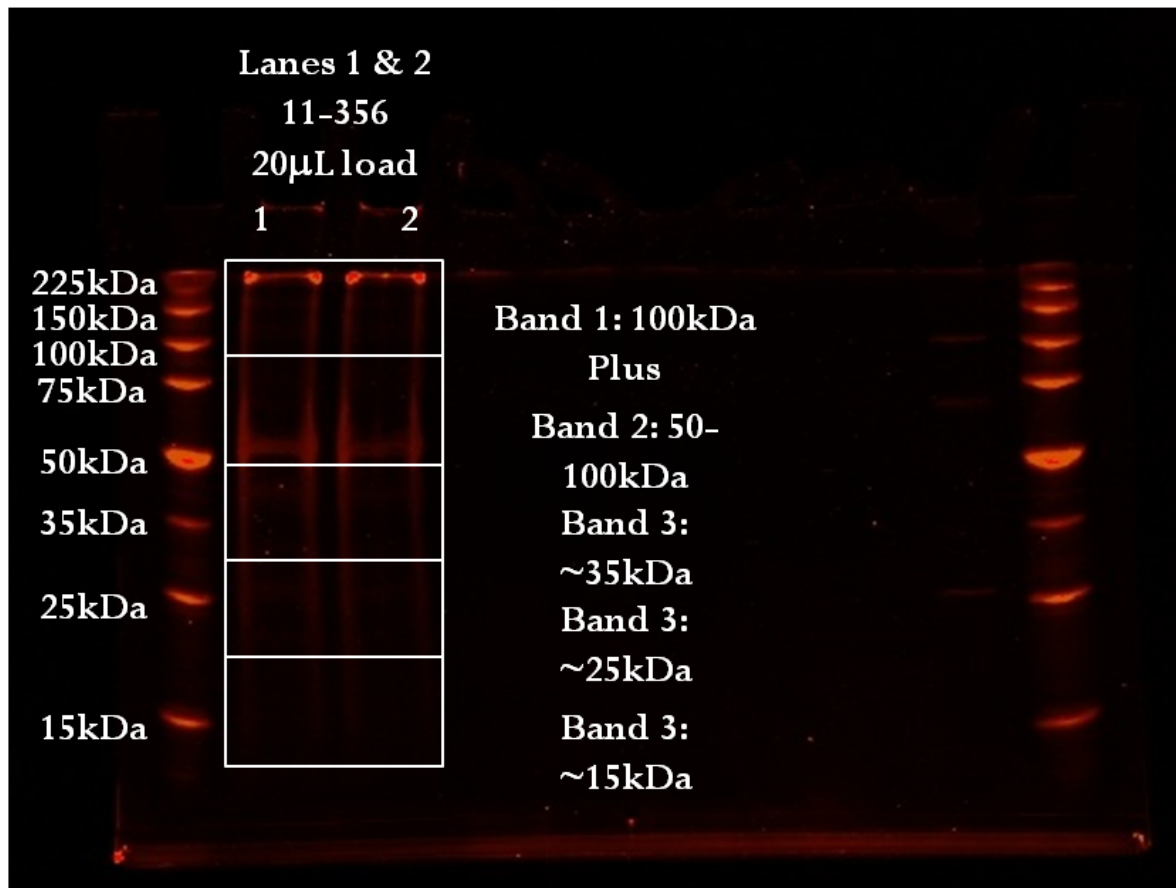 Lanes 1 & 2
11-356
20μL load
1 2
225kDa
150kDa
100kDa
75kDa
50kDa
35kDa
25kDa
15kDa
Band 1: 100kDa
Plus
Band 2: 50-
100kDa
Band 3:
~35kDa
Band 3:
~25kDa
Band 3:
~15kDa